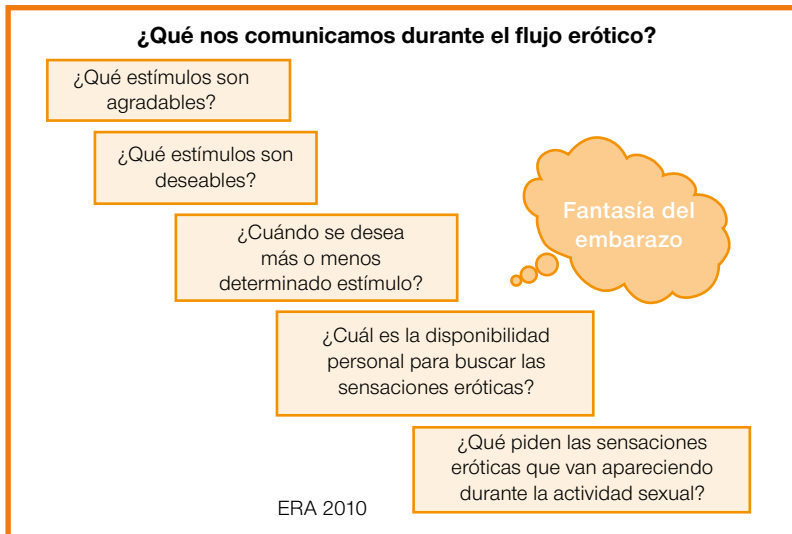 ¿Qué nos comunicamos durante el flujo erótico?
¿Qué estímulos son
agradables?
¿Qué estímulos son
deseables?
¿Cuándo se desea
más o menos
determinado estímulo?
Fantasía del
embarazo
¿Cuál es la disponibilidad
personal para buscar las
sensaciones eróticas?
¿Qué piden las sensaciones
eróticas que van apareciendo
durante la actividad sexual?
ERA 2010